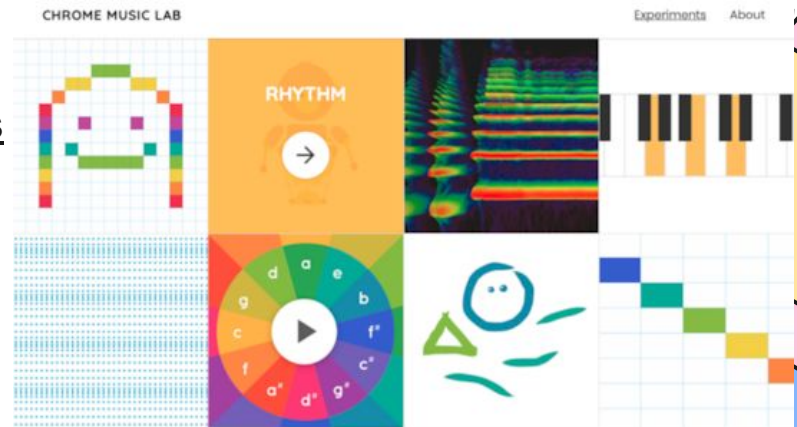 CHROME MUSIC LAB
Experiments About
RHYTHM
a
d e
g b
c f#
f c#
a# g#
d#